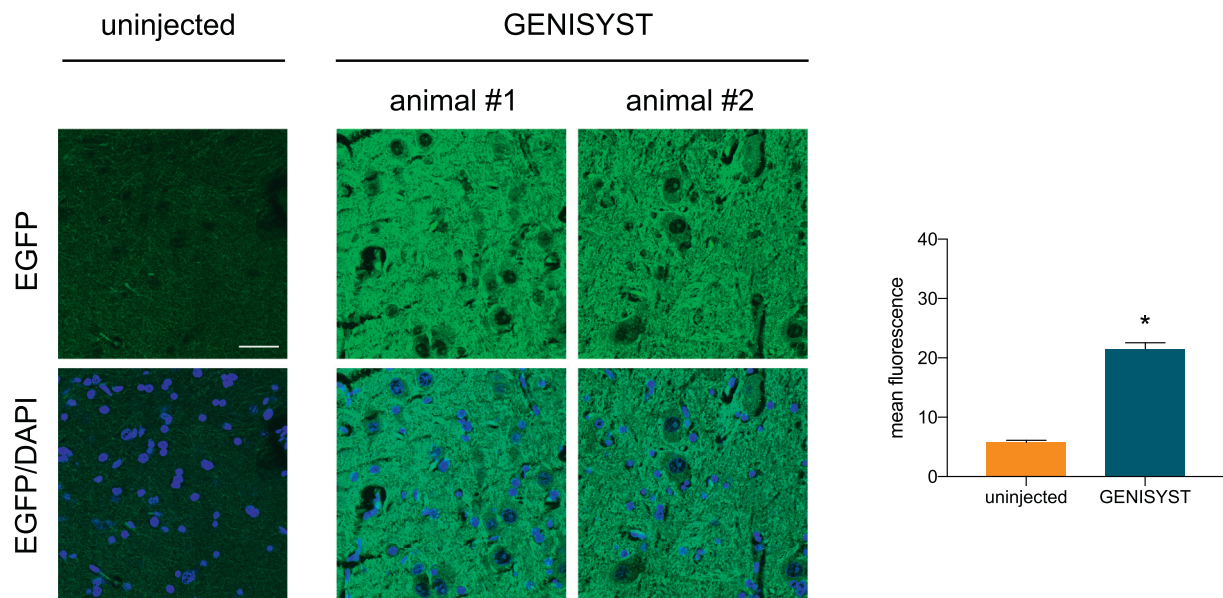 uninjected
GENISYST
animal #1
animal #2
EGFP
EGFP/DAPI
mean fluorescence
40
30
20
10
0
*
uninjected
GENISYST